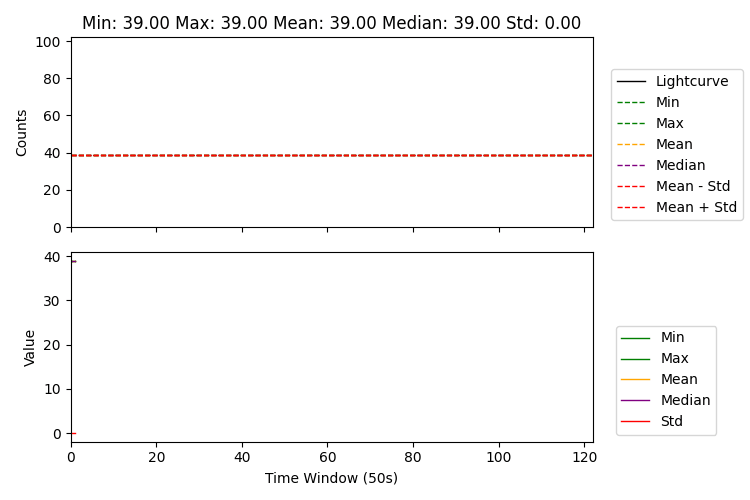 Min: 39.00 Max: 39.00 Mean: 39.00 Median: 39.00 Std: 0.00
100
80
60
40
20
0
Counts
Lightcurve
Min
Max
Mean
Median
Mean - Std
Mean + Std
40
30
20
10
0
Value
Min
Max
Mean
Median
Std
0 20 40 60 80 100 120
Time Window (50s)